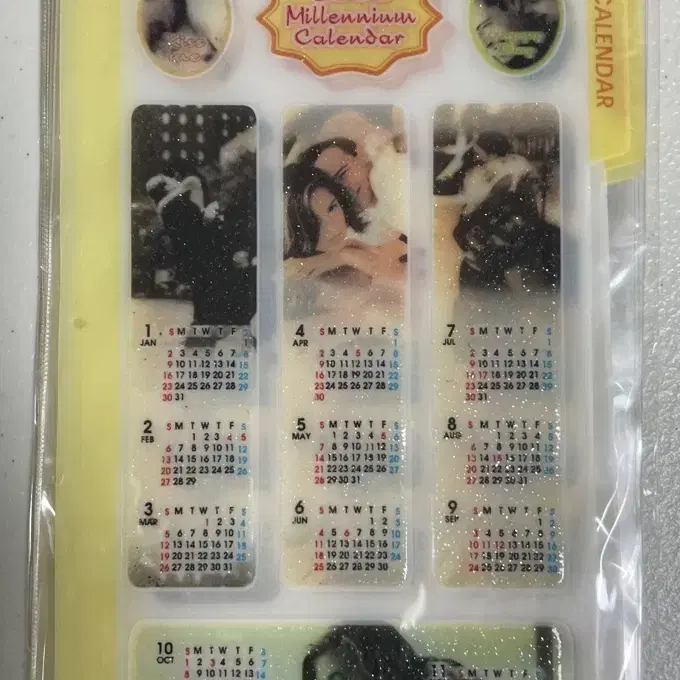 Millennium
Calendar
CALENDAR
1 JAN S M T W T F S
1
2 3 4 5 6 7 8
9 10 11 12 13 14 15
16 17 18 19 20 21 22
23 24 25 26 27 28 29
30 31
2 FEB S M T W T F S
1 2 3 4 5
6 7 8 9 10 11 12
13 14 15 16 17 18 19
20 21 22 23 24 25 26
27 28 29
3 MAR S M T W T F S
1 2 3 4
5 6 7 8 9 10 11
12 13 14 15 16 17 18
19 20 21 22 23 24 25
26 27 28 29 30 31
4 APR S M T W T F S
1
2 3 4 5 6 7 8
9 10 11 12 13 14 15
16 17 18 19 20 21 22
23 24 25 26 27 28 29
30
5 MAY S M T W T F S
1 2 3 4 5 6
7 8 9 10 11 12 13
14 15 16 17 18 19 20
21 22 23 24 25 26 27
28 29 30 31
6 JUN S M T W T F S
1 2 3
4 5 6 7 8 9 10
11 12 13 14 15 16 17
18 19 20 21 22 23 24
25 26 27 28 29 30
7 JUL S M T W T F S
1
2 3 4 5 6 7 8
9 10 11 12 13 14 15
16 17 18 19 20 21 22
23 24 25 26 27 28 29
30 31
8 AUG S M T W T F S
1 2 3 4 5
6 7 8 9 10 11 12
13 14 15 16 17 18 19
20 21 22 23 24 25 26
27 28 29 30 31
9 SEP S M T W T F S
1 2
3 4 5 6 7 8 9
10 11 12 13 14 15 16
17 18 19 20 21 22 23
24 25 26 27 28 29 30
10 OCT S M T W T F S
1 2 3 4 5 6 7
8 9 10 11 12 13 14
11 S M T W T F S